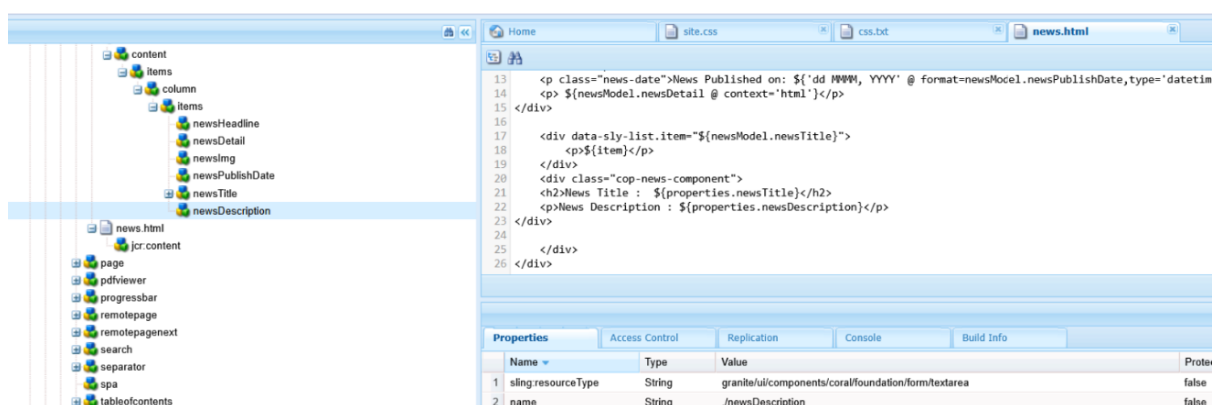 content
items
column
items
newsHeadline
newsDetail
newsImg
newsPublishDate
newsTitle
newsDescription
news.html
jcr:content
page
pdfviewer
progressbar
remotepage
remotepagenext
search
separator
spa
tableofcontents
Home site.css css.txt news.html
13 <p class="news-date">News Published on: ${'dd MMMM, YYYY' @ format=newsModel.newsPublishDate,type='datetim
14 <p> ${newsModel.newsDetail @ context='html'}</p>
15 </div>
16
17 <div data-sly-list.item="${newsModel.newsTitle}">
18 <p>${item}</p>
19 </div>
20 <div class="cop-news-component">
21 <h2>News Title :  ${properties.newsTitle}</h2>
22 <p>News Description : ${properties.newsDescription}</p>
23 </div>
24
25 </div>
26 </div>
Properties Access Control Replication Console Build Info
Name Type Value Prote
1 sling:resourceType String granite/ui/components/coral/foundation/form/textarea false
2 name String ./newsDescription false